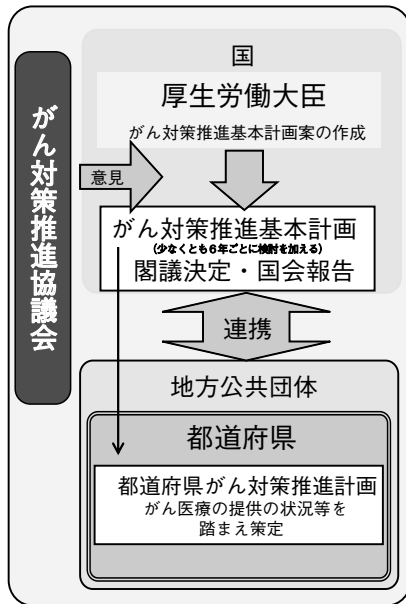 がん対策推進協議会
国
厚生労働大臣
がん対策推進基本計画案の作成
意見
がん対策推進基本計画
(少なくとも6年ごとに検討を加える)
閣議決定・国会報告
連携
地方公共団体
都道府県
都道府県がん対策推進計画
がん医療の提供の状況等を
踏まえ策定